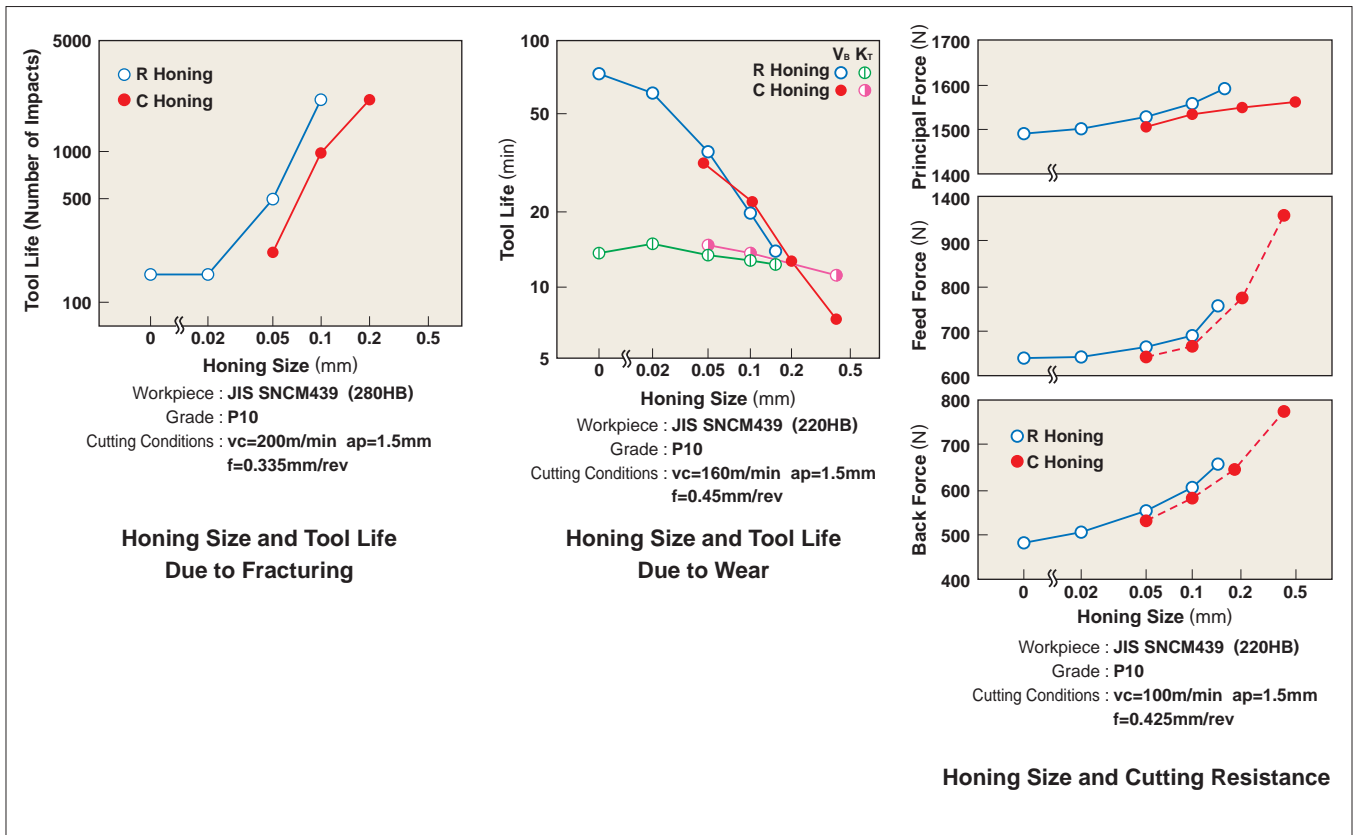 Tool Life (Number of Impacts)
5000
1000
500
100
R Honing
C Honing
0 0.02 0.05 0.1 0.2 0.5
Honing Size (mm)
Workpiece : JIS SNCM439 (280HB)
Grade : P10
Cutting Conditions : vc=200m/min ap=1.5mm
f=0.335mm/rev
Honing Size and Tool Life
Due to Fracturing
Tool Life (min)
100
50
20
10
5
VB KT
R Honing
C Honing
0 0.02 0.05 0.1 0.2 0.5
Honing Size (mm)
Workpiece : JIS SNCM439 (220HB)
Grade : P10
Cutting Conditions : vc=160m/min ap=1.5mm
f=0.45mm/rev
Honing Size and Tool Life
Due to Wear
Principal Force (N)
1700
1600
1500
1400
Feed Force (N)
1400
900
800
700
600
Back Force (N)
800
700
600
500
400
R Honing
C Honing
0 0.02 0.05 0.1 0.2 0.5
Honing Size (mm)
Workpiece : JIS SNCM439 (220HB)
Grade : P10
Cutting Conditions : vc=100m/min ap=1.5mm
f=0.425mm/rev
Honing Size and Cutting Resistance